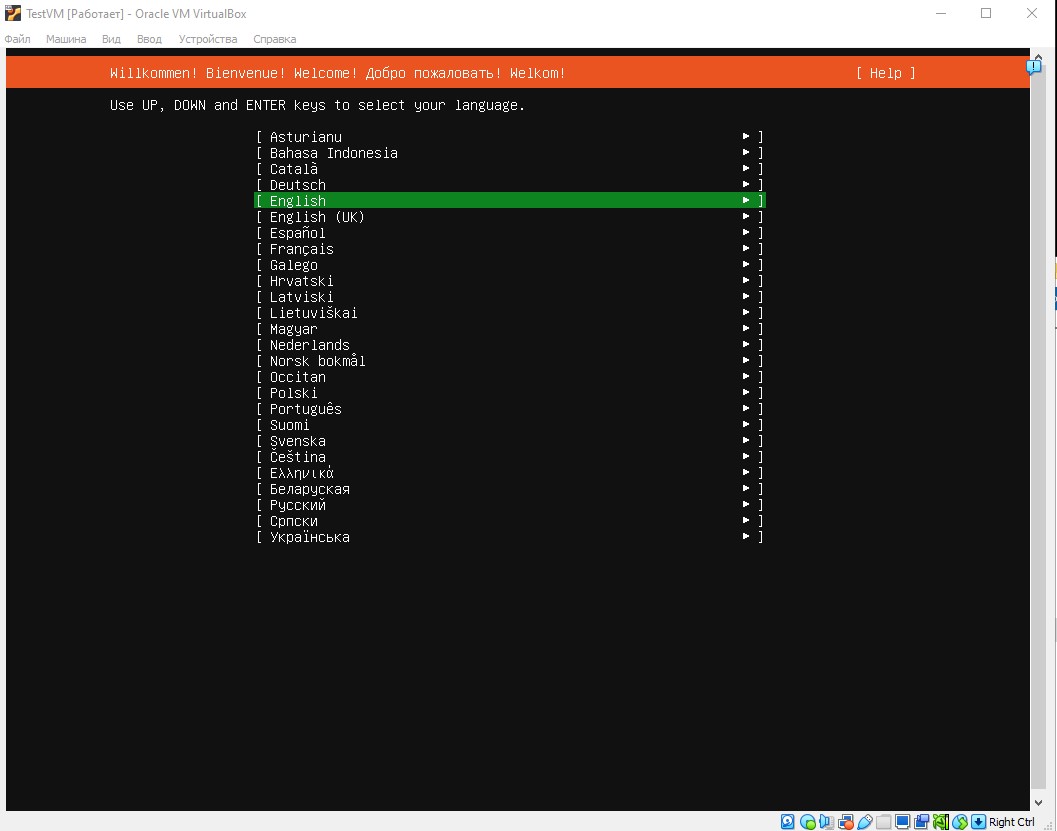 TestVM [Работает] - Oracle VM VirtualBox
Файл Машина Вид Ввод Устройства Справка
Willkommen! Bienvenue! Welcome! Добро пожаловать! Welkom! [ Help ]
Use UP, DOWN and ENTER keys to select your language.
[ Asturianu ► ]
[ Bahasa Indonesia ► ]
[ Català ► ]
[ Deutsch ► ]
[ English ► ]
[ English (UK) ► ]
[ Español ► ]
[ Français ► ]
[ Galego ► ]
[ Hrvatski ► ]
[ Latviski ► ]
[ Lietuviškai ► ]
[ Magyar ► ]
[ Nederlands ► ]
[ Norsk bokmål ► ]
[ Occitan ► ]
[ Polski ► ]
[ Português ► ]
[ Suomi ► ]
[ Svenska ► ]
[ Čeština ► ]
[ Ελληνικά ► ]
[ Беларуская ► ]
[ Русский ► ]
[ Српски ► ]
[ Українська ► ]
Right Ctrl